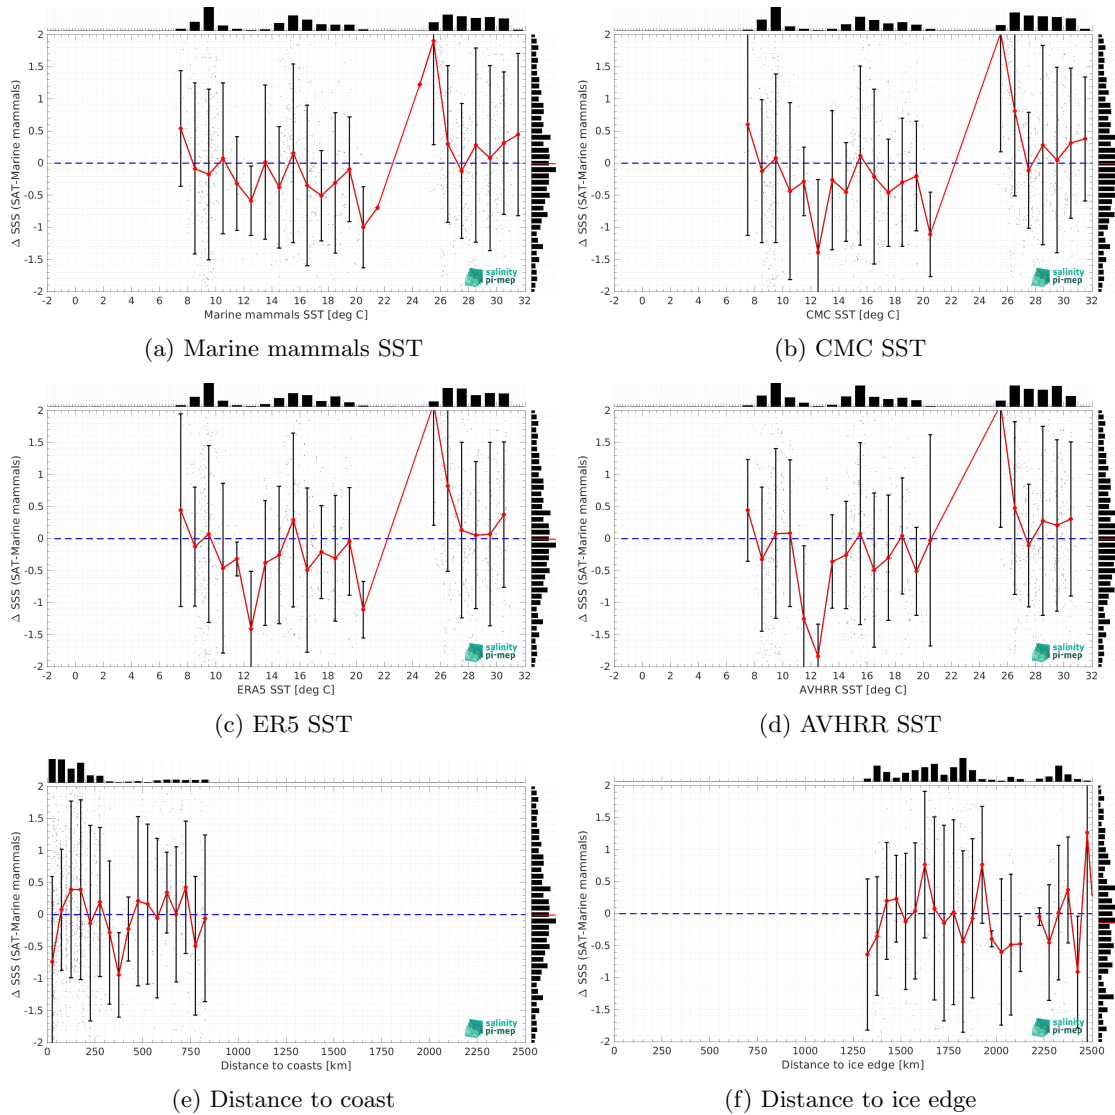 2
1.5
1
0.5
0
-0.5
-1
-1.5
-2
Δ SSS (SAT-Marine mammals)
-2 0 2 4 6 8 10 12 14 16 18 20 22 24 26 28 30 32
Marine mammals SST [deg C]
salinity
pi-mep
(a) Marine mammals SST
2
1.5
1
0.5
0
-0.5
-1
-1.5
-2
Δ SSS (SAT-Marine mammals)
-2 0 2 4 6 8 10 12 14 16 18 20 22 24 26 28 30 32
CMC SST [deg C]
salinity
pi-mep
(b) CMC SST
2
1.5
1
0.5
0
-0.5
-1
-1.5
-2
Δ SSS (SAT-Marine mammals)
-2 0 2 4 6 8 10 12 14 16 18 20 22 24 26 28 30 32
ERA5 SST [deg C]
salinity
pi-mep
(c) ER5 SST
2
1.5
1
0.5
0
-0.5
-1
-1.5
-2
Δ SSS (SAT-Marine mammals)
-2 0 2 4 6 8 10 12 14 16 18 20 22 24 26 28 30 32
AVHRR SST [deg C]
salinity
pi-mep
(d) AVHRR SST
2
1.5
1
0.5
0
-0.5
-1
-1.5
-2
Δ SSS (SAT-Marine mammals)
0 250 500 750 1000 1250 1500 1750 2000 2250 2500
Distance to coasts [km]
salinity
pi-mep
(e) Distance to coast
2
1.5
1
0.5
0
-0.5
-1
-1.5
-2
Δ SSS (SAT-Marine mammals)
0 250 500 750 1000 1250 1500 1750 2000 2250 2500
Distance to ice edge [km]
salinity
pi-mep
(f) Distance to ice edge